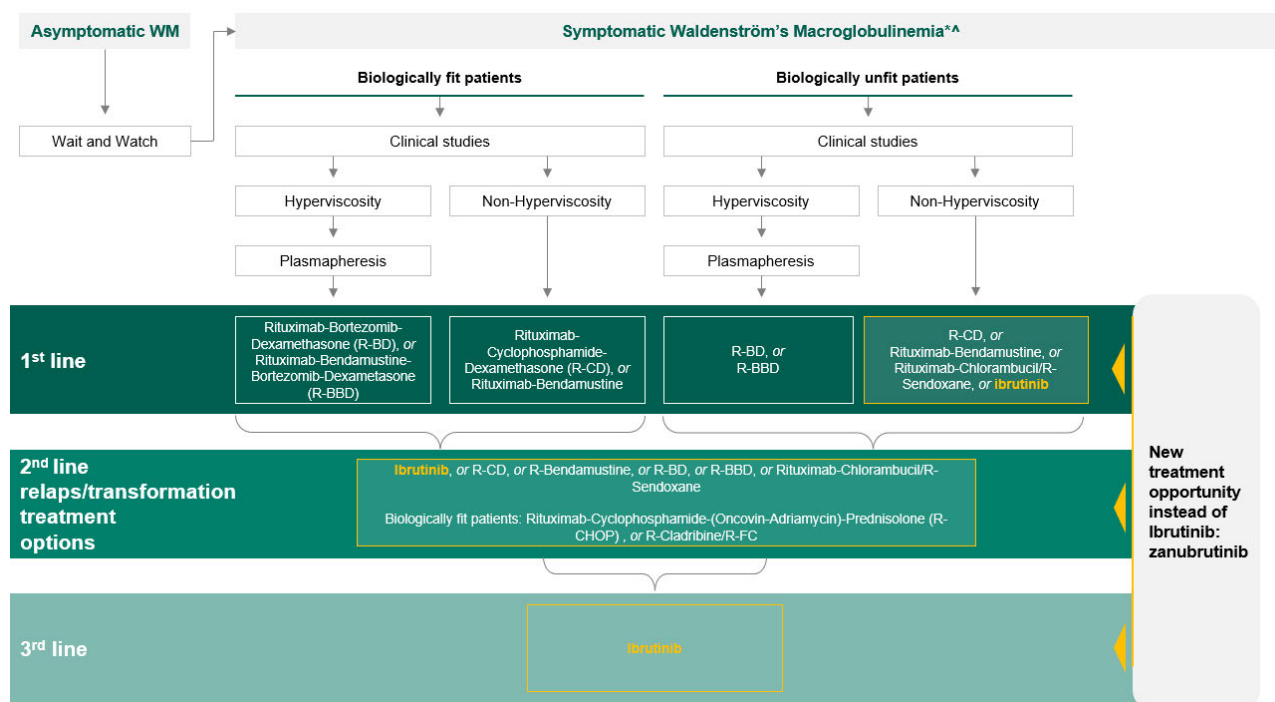 Asymptomatic WM
Symptomatic Waldenström's Macroglobulinemia*^
Biologically fit patients
Biologically unfit patients
Wait and Watch
Clinical studies
Clinical studies
Hyperviscosity
Non-Hyperviscosity
Hyperviscosity
Non-Hyperviscosity
Plasmapheresis
Plasmapheresis
1st line
Rituximab-Bortezomib-
Dexamethasone (R-BD), or
Rituximab-Bendamustine-
Bortezomib-Dexametasone
(R-BBD)
Rituximab-
Cyclophosphamide-
Dexamethasone (R-CD), or
Rituximab-Bendamustine
R-BD, or
R-BBD
R-CD, or
Rituximab-Bendamustine, or
Rituximab-Chlorambucil/R-
Sendoxane, or ibrutinib
2nd line
relaps/transformation
treatment
options
Ibrutinib, or R-CD, or R-Bendamustine, or R-BD, or R-BBD, or Rituximab-Chlorambucil/R-
Sendoxane
Biologically fit patients: Rituximab-Cyclophosphamide-(Oncovin-Adriamycin)-Prednisolone (R-
CHOP) , or R-Cladribine/R-FC
3rd line
Ibrutinib
New
treatment
opportunity
instead of
Ibrutinib:
zanubrutinib